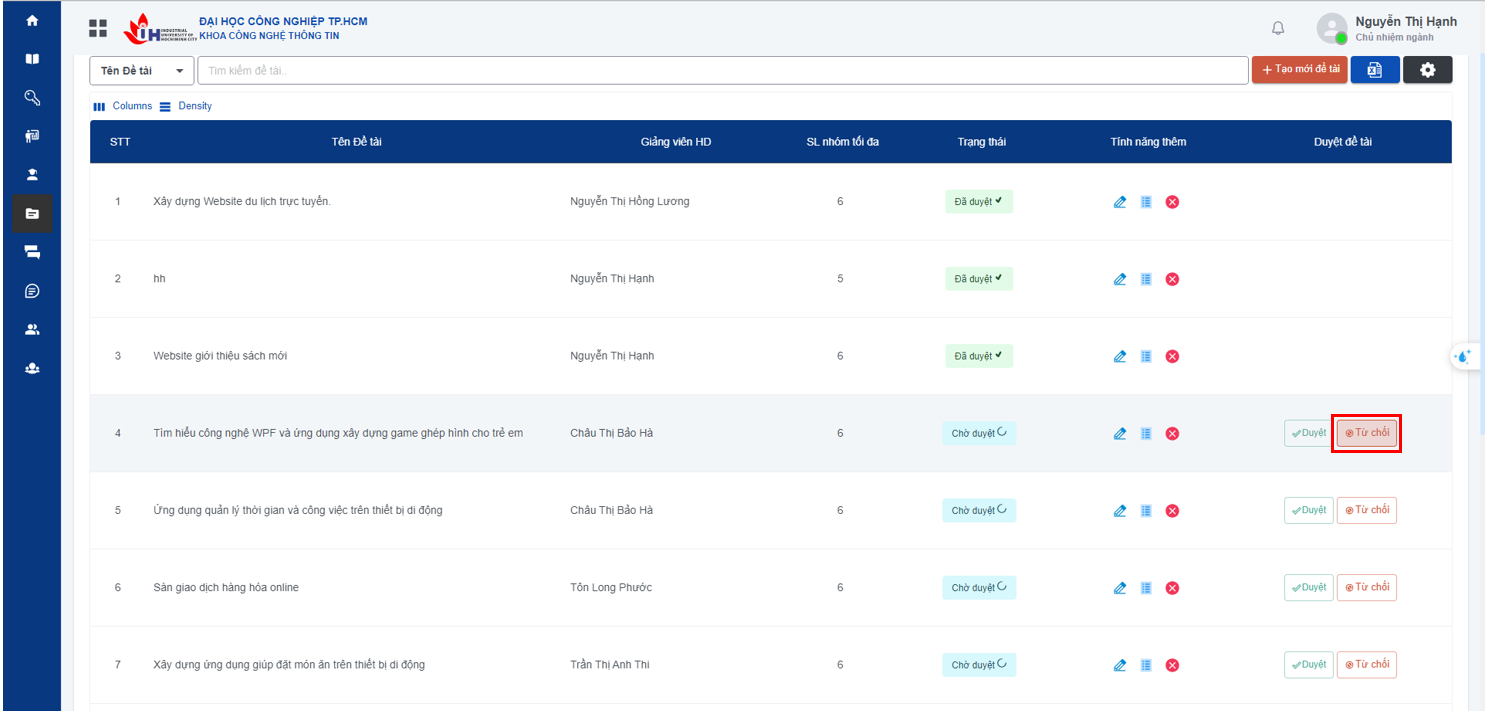 ĐẠI HỌC CÔNG NGHIỆP TP.HCM
KHOA CÔNG NGHỆ THÔNG TIN
IUH INDUSTRIAL
UNIVERSITY OF
HOCHIMINH CITY
Nguyễn Thị Hạnh
Chủ nhiệm ngành
Tên Đề tài
Tìm kiếm đề tài..
+ Tạo mới đề tài
Columns Density
STT Tên Đề tài Giảng viên HD SL nhóm tối đa Trạng thái Tính năng thêm Duyệt đề tài
1 Xây dựng Website du lịch trực tuyến. Nguyễn Thị Hồng Lương 6 Đã duyệt
2 hh Nguyễn Thị Hạnh 5 Đã duyệt
3 Website giới thiệu sách mới Nguyễn Thị Hạnh 6 Đã duyệt
4 Tìm hiểu công nghệ WPF và ứng dụng xây dựng game ghép hình cho trẻ em Châu Thị Bảo Hà 6 Chờ duyệt Duyệt Từ chối
5 Ứng dụng quản lý thời gian và công việc trên thiết bị di động Châu Thị Bảo Hà 6 Chờ duyệt Duyệt Từ chối
6 Sàn giao dịch hàng hóa online Tôn Long Phước 6 Chờ duyệt Duyệt Từ chối
7 Xây dựng ứng dụng giúp đặt món ăn trên thiết bị di động Trần Thị Anh Thi 6 Chờ duyệt Duyệt Từ chối